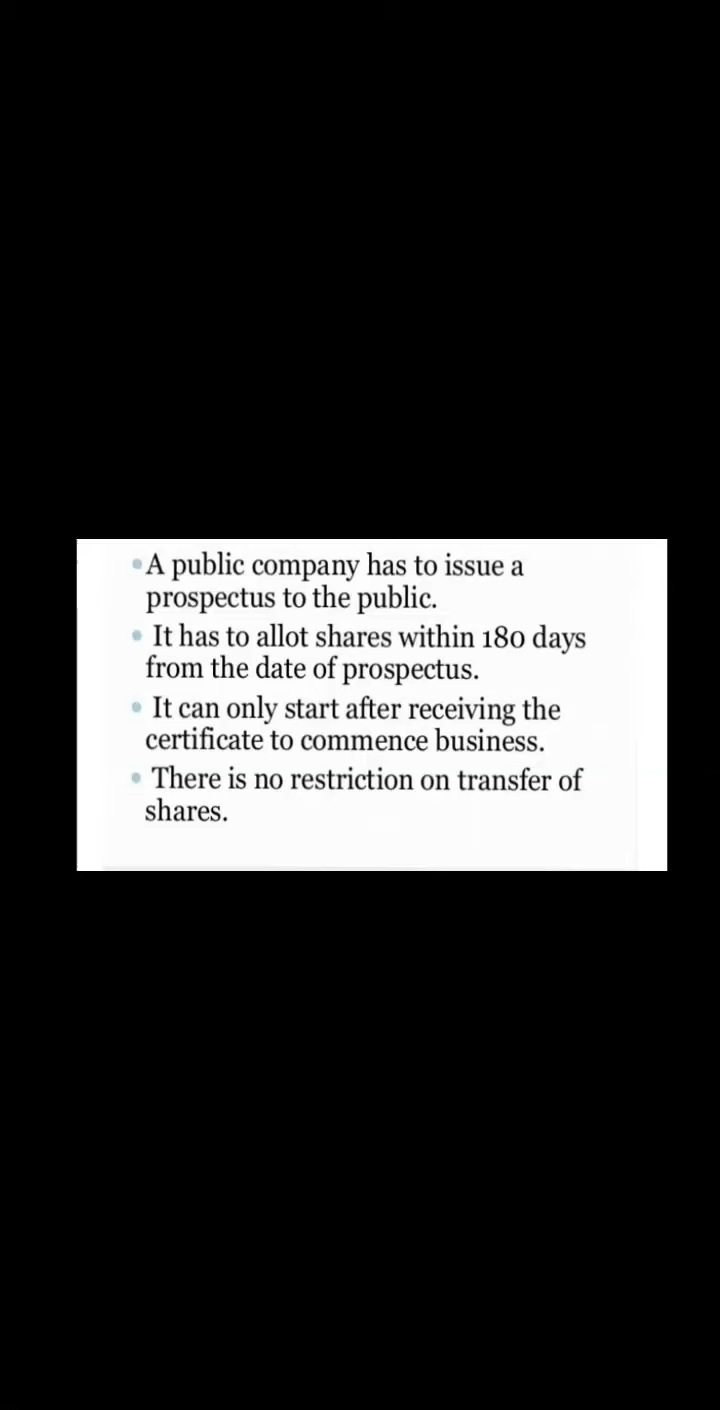 •A public company has to issue a
prospectus to the public.
• It has to allot shares within 180 days
from the date of prospectus.
• It can only start after receiving the
certificate to commence business.
• There is no restriction on transfer of
shares.